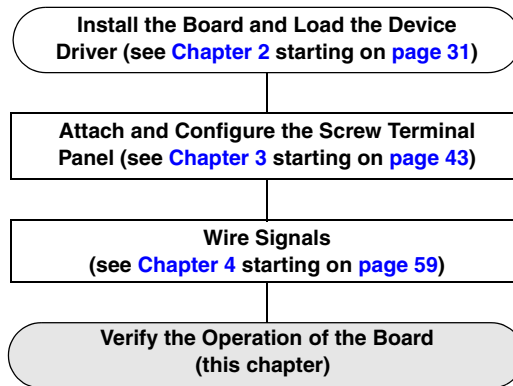 Install the Board and Load the Device
Driver (see Chapter 2 starting on page 31)
Attach and Configure the Screw Terminal
Panel (see Chapter 3 starting on page 43)
Wire Signals
(see Chapter 4 starting on page 59)
Verify the Operation of the Board
(this chapter)